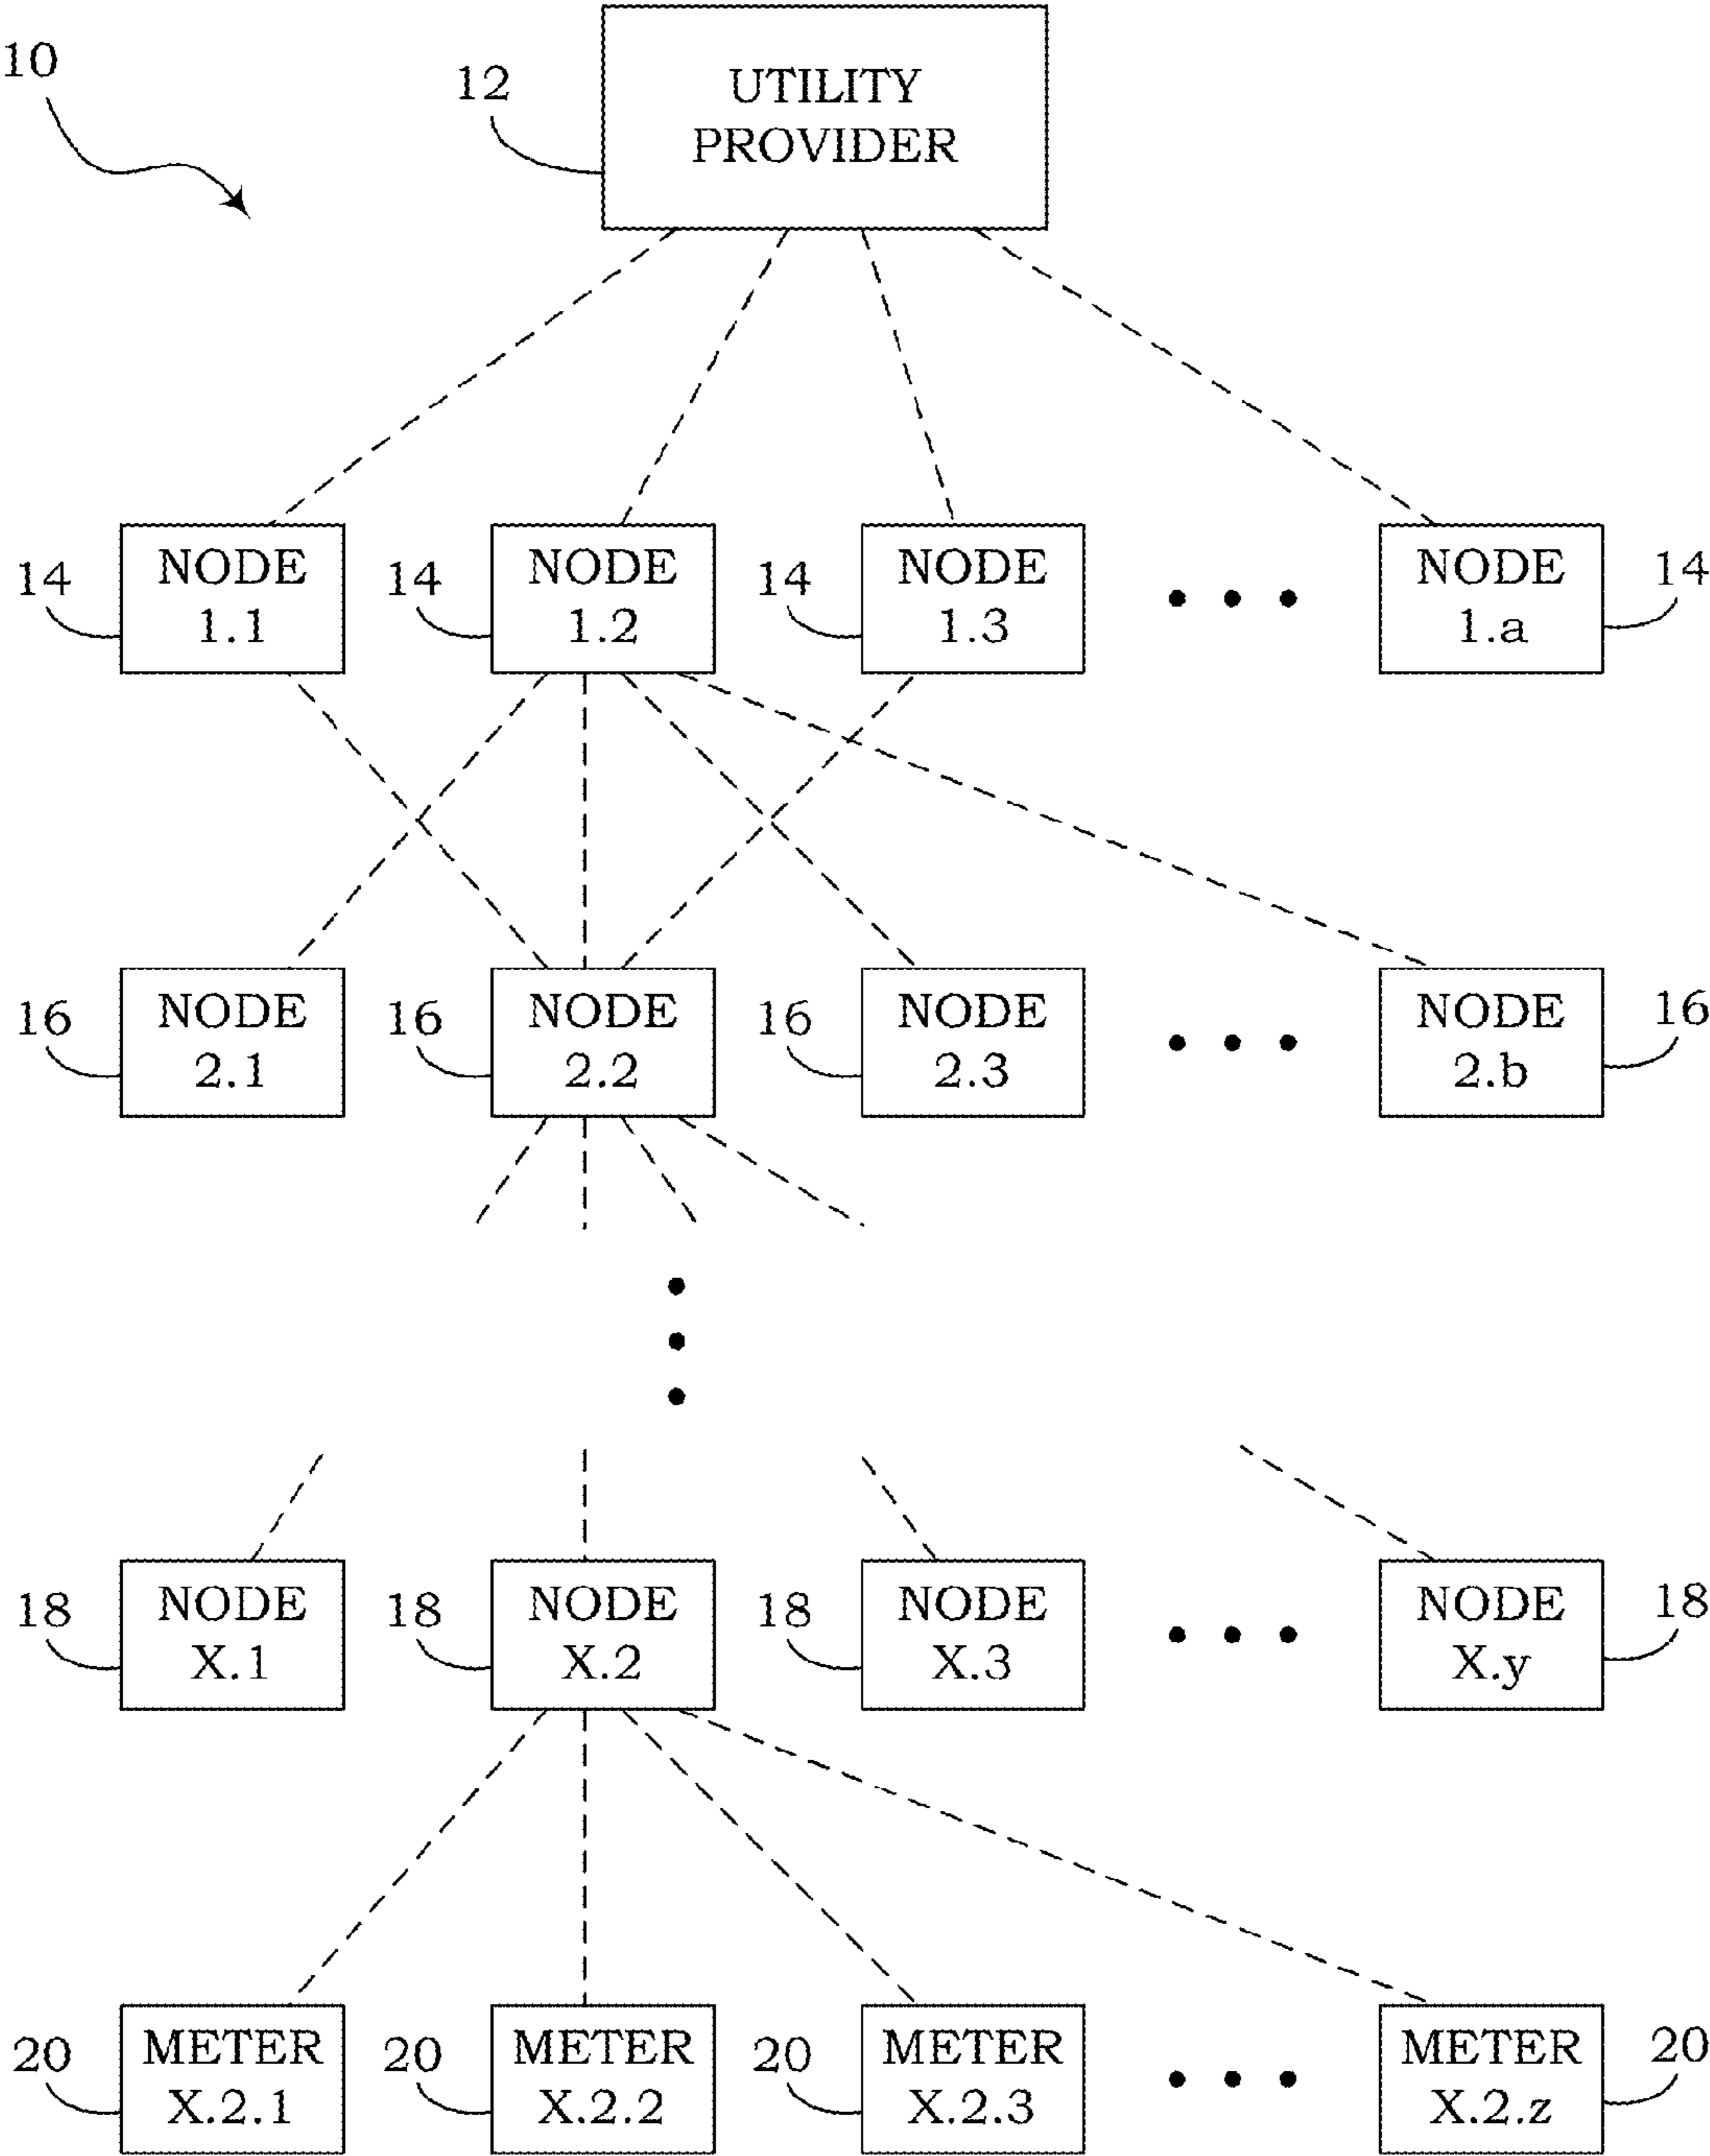 10
12
UTILITY
PROVIDER
14
NODE
1.1
14
NODE
1.2
14
NODE
1.3
NODE
1.a
14
16
NODE
2.1
16
NODE
2.2
16
NODE
2.3
NODE
2.b
16
18
NODE
X.1
18
NODE
X.2
18
NODE
X.3
NODE
X.y
18
20
METER
X.2.1
20
METER
X.2.2
20
METER
X.2.3
METER
X.2.z
20